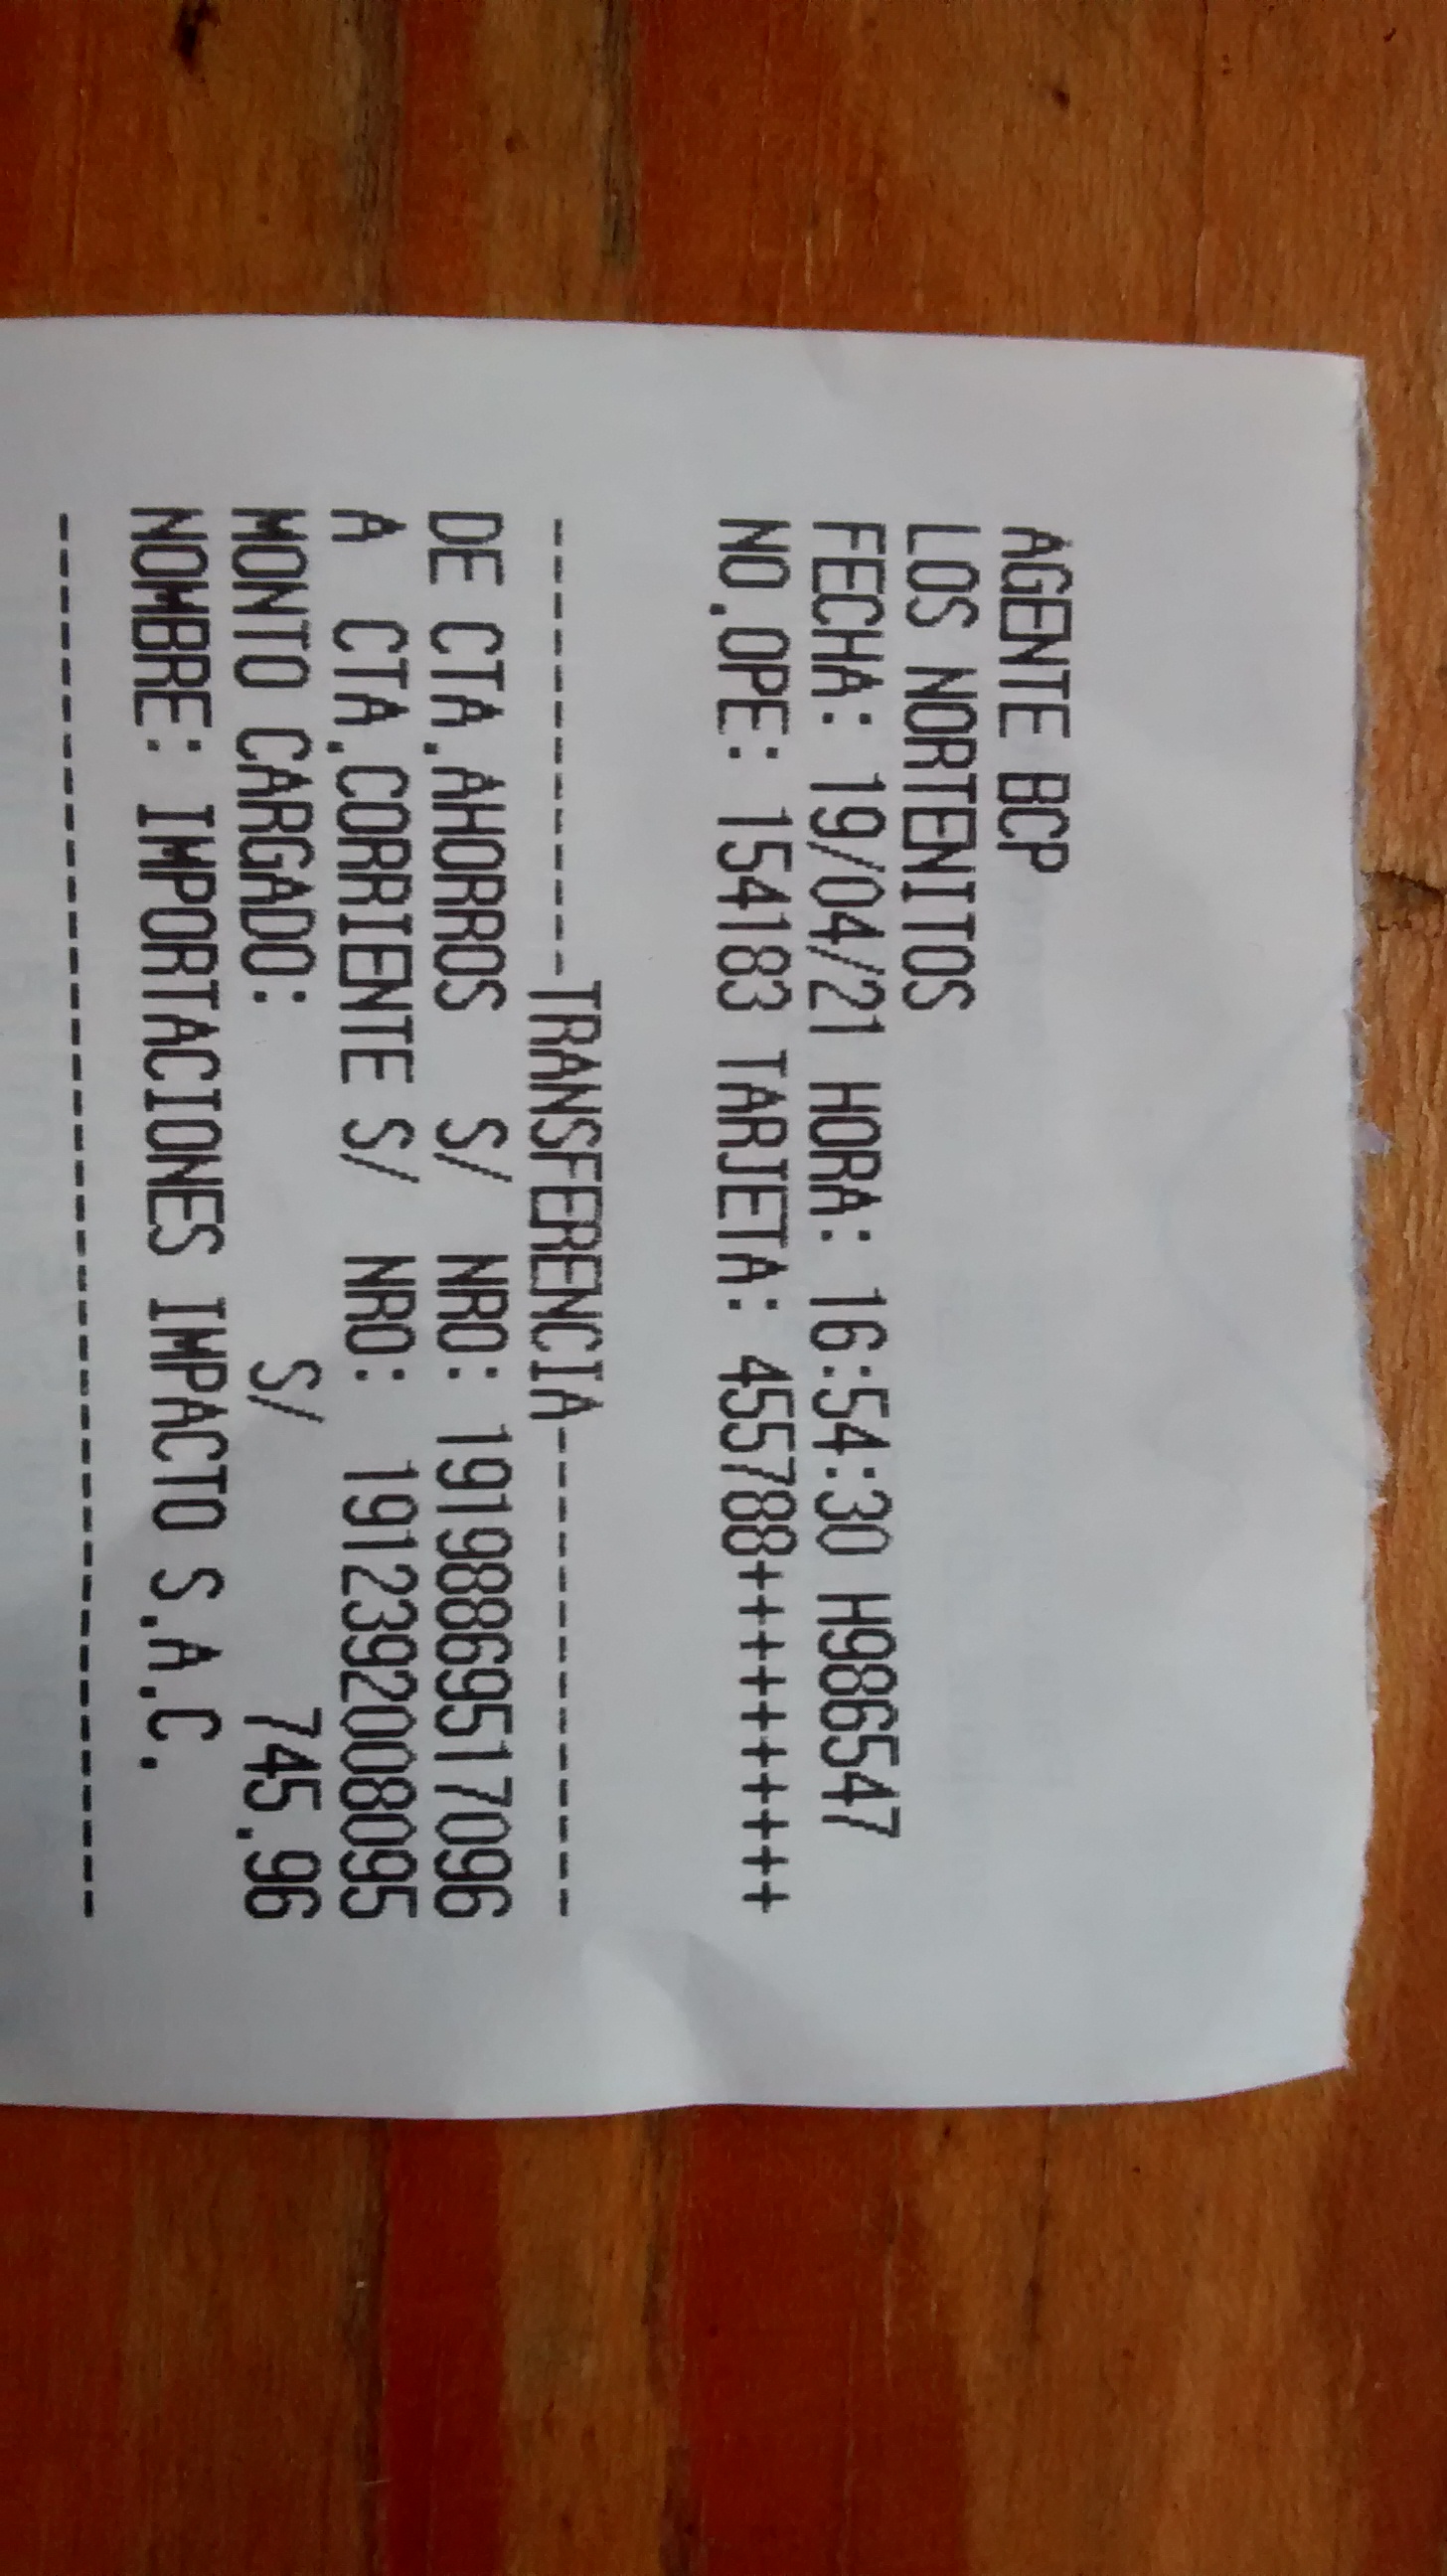 AGENTE BCP
LOS NORTENITOS
FECHA: 19/04/21 HORA: 16:54:30 H986547
NO.OPE: 154183 TARJETA: 455788++++++++++
-------------TRANSFERENCIA--------------
DE CTA.AHORROS   S/  NRO: 19198869517096
A  CTA.CORRIENTE S/  NRO:  1912392008095
MONTO CARGADO:          S/        745.96
NOMBRE: IMPORTACIONES IMPACTO S.A.C.
----------------------------------------